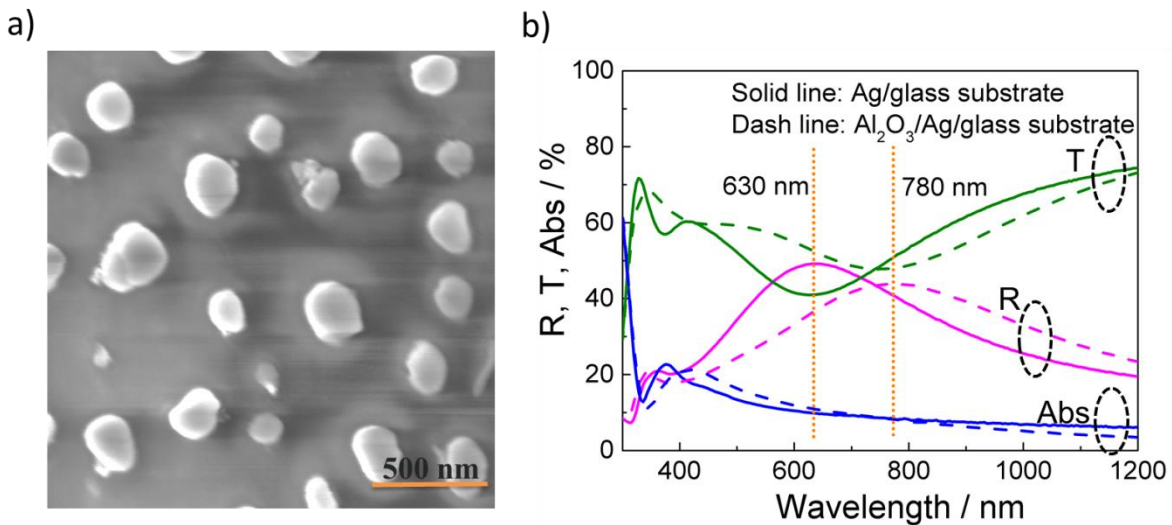 a)
500 nm
b)
R, T, Abs / %
100
80
60
40
20
0
Solid line: Ag/glass substrate
Dash line: Al₂O₃/Ag/glass substrate
630 nm
780 nm
T
R
Abs
400
600
800
1000
1200
Wavelength / nm